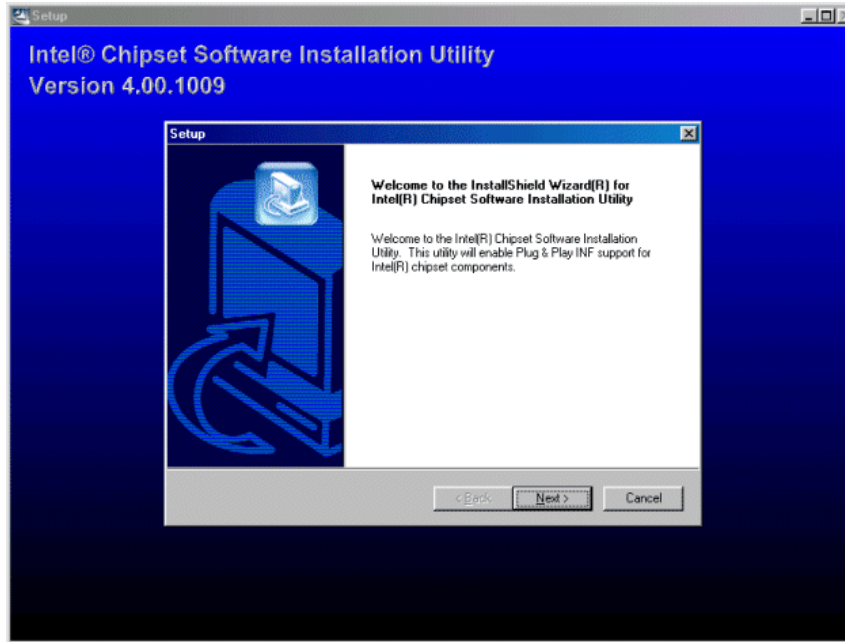 Setup
Intel® Chipset Software Installation Utility
Version 4.00.1009
Setup
Welcome to the InstallShield Wizard(R) for
Intel(R) Chipset Software Installation Utility
Welcome to the Intel(R) Chipset Software Installation
Utility. This utility will enable Plug & Play INF support for
Intel(R) chipset components.
< Back
Next >
Cancel